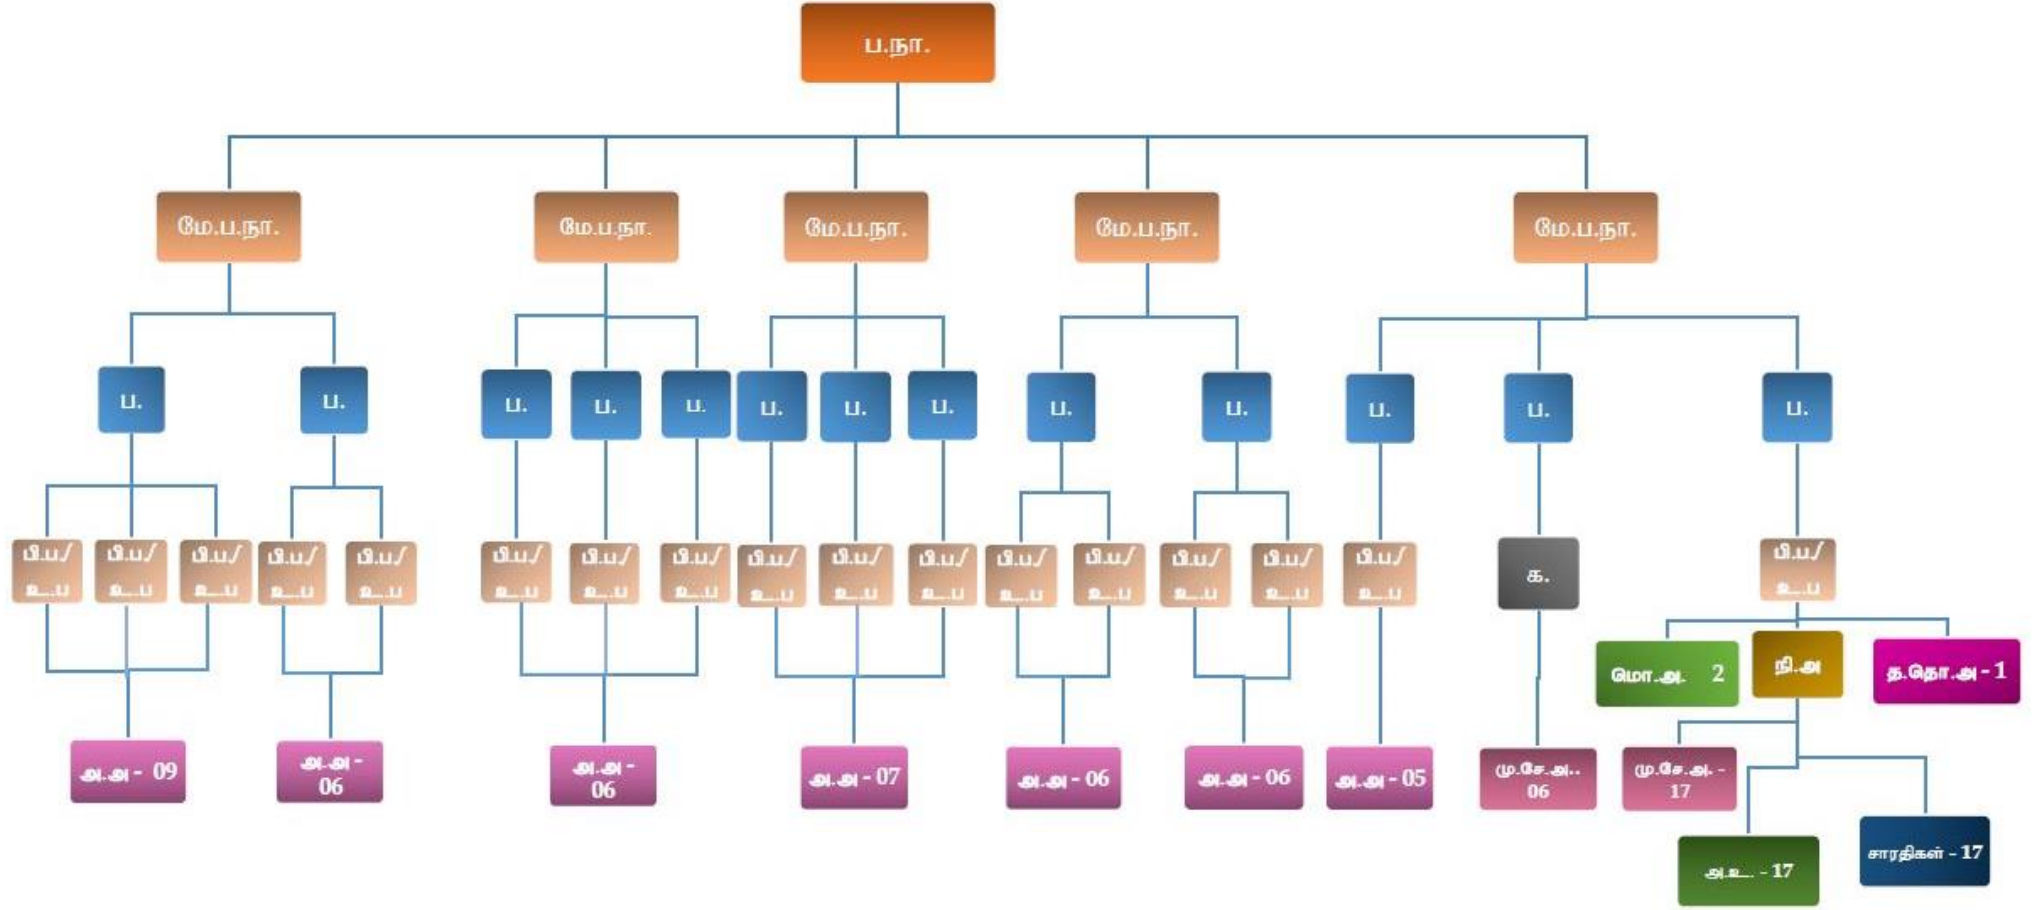 ப.நா.
மே.ப.நா.
மே.ப.நா.
மே.ப.நா.
மே.ப.நா.
மே.ப.நா.
ப.
ப.
ப.
ப.
ப.
ப.
ப.
ப.
ப.
ப.
ப.
ப.
ப.
பி.ப./
உ.ப
பி.ப./
உ.ப
பி.ப./
உ.ப
பி.ப./
உ.ப
பி.ப./
உ.ப
பி.ப./
உ.ப
பி.ப./
உ.ப
பி.ப./
உ.ப
பி.ப./
உ.ப
பி.ப./
உ.ப
பி.ப./
உ.ப
பி.ப./
உ.ப
பி.ப./
உ.ப
பி.ப./
உ.ப
பி.ப./
உ.ப
பி.ப./
உ.ப
க.
பி.ப./
உ.ப
மொ.அ. 2
நி.அ
த.தொ.அ - 1
அ.அ - 09
அ.அ -
06
அ.அ -
06
அ.அ - 07
அ.அ - 06
அ.அ - 06
அ.அ - 05
மு.சே.அ..
06
மு.சே.அ. -
17
அ.உ. - 17
சாரதிகள் - 17